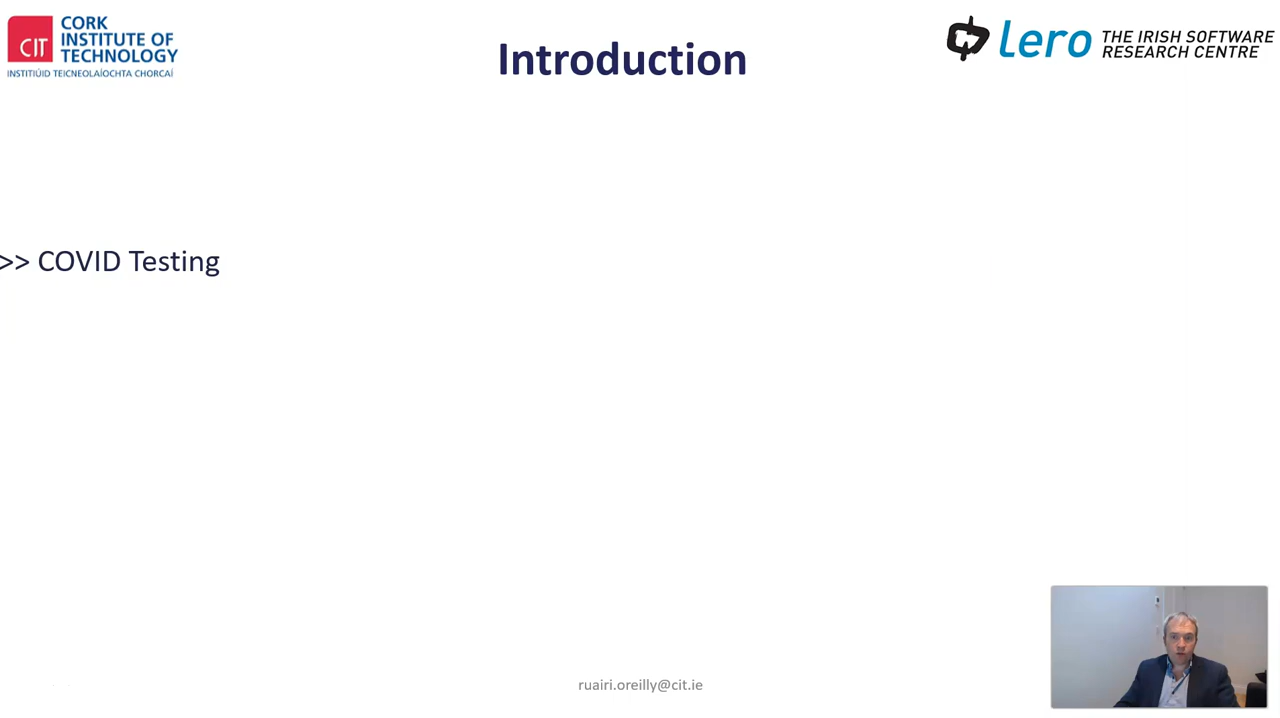 CIT
CORK
INSTITUTE OF
TECHNOLOGY
INSTITIÚID TEICNEOLAÍOCHTA CHORCAÍ
Introduction
Lero
THE IRISH SOFTWARE
RESEARCH CENTRE
>> COVID Testing
ruairi.oreilly@cit.ie